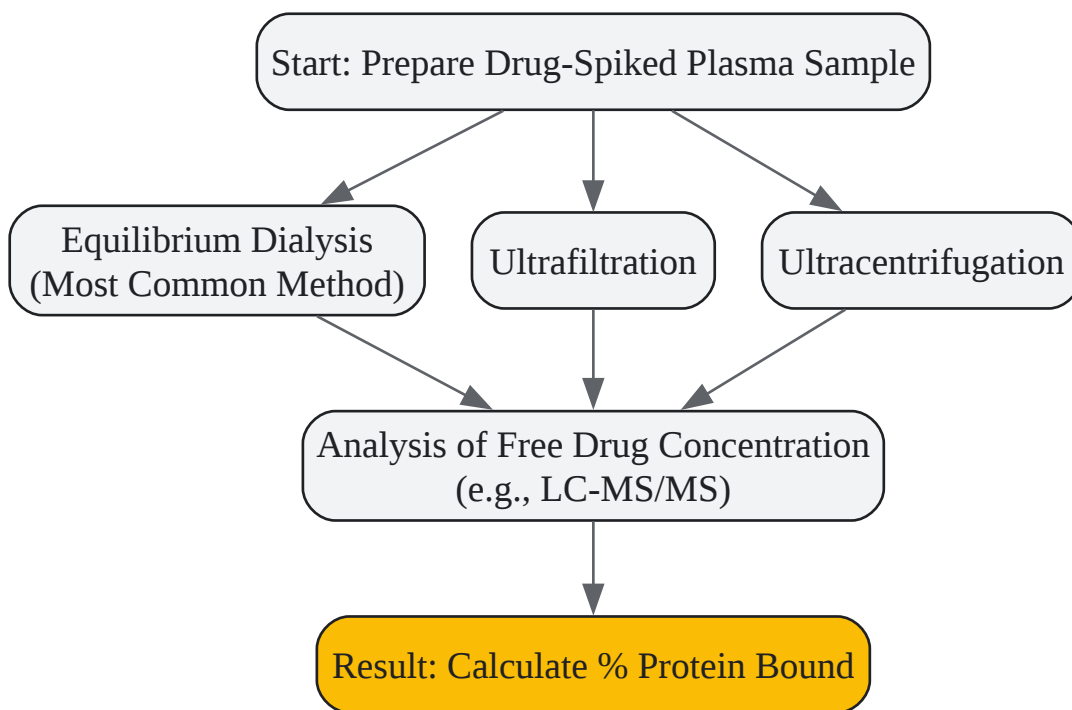 Start: Prepare Drug-Spiked Plasma Sample
Equilibrium Dialysis
(Most Common Method)
Ultrafiltration
Ultracentrifugation
Analysis of Free Drug Concentration
(e.g., LC-MS/MS)
Result: Calculate % Protein Bound